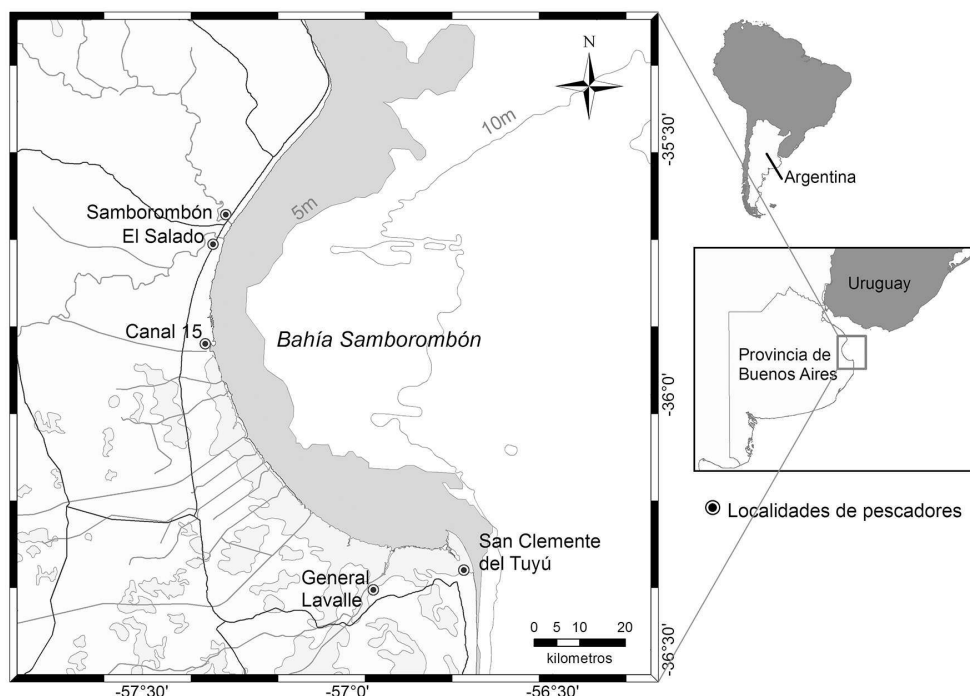 N
10m
5m
Samborombón
El Salado
Canal 15
Bahía Samborombón
San Clemente
del Tuyú
General
Lavalle
0 5 10 20
kilometros
-35°30'
-36°0'
-36°30'
-57°30'
-57°0'
-56°30'
Argentina
Uruguay
Provincia de
Buenos Aires
Localidades de pescadores